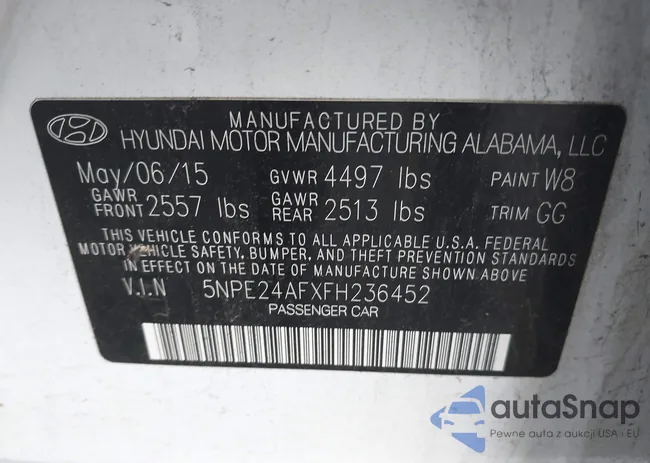 MANUFACTURED BY
HYUNDAI MOTOR MANUFACTURING ALABAMA, LLC
May/06/15 GVWR 4497 lbs PAINT W8
GAWR FRONT 2557 lbs GAWR REAR 2513 lbs TRIM GG
THIS VEHICLE CONFORMS TO ALL APPLICABLE U.S.A. FEDERAL
MOTOR VEHICLE SAFETY, BUMPER, AND THEFT PREVENTION STANDARDS
IN EFFECT ON THE DATE OF MANUFACTURE SHOWN ABOVE.
V.I.N 5NPE24AFXFH236452
PASSENGER CAR
autaSnap
Pewne auta z aukcji USA - EU